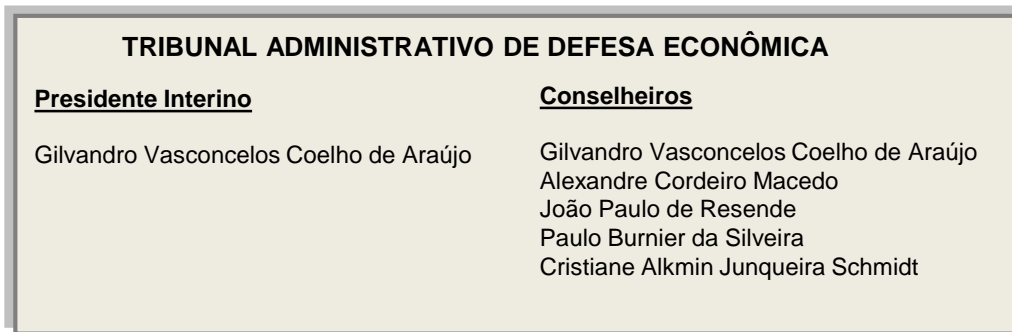 TRIBUNAL ADMINISTRATIVO DE DEFESA ECONÔMICA
Presidente Interino
Gilvandro Vasconcelos Coelho de Araújo
Conselheiros
Gilvandro Vasconcelos Coelho de Araújo
Alexandre Cordeiro Macedo
João Paulo de Resende
Paulo Burnier da Silveira
Cristiane Alkmin Junqueira Schmidt